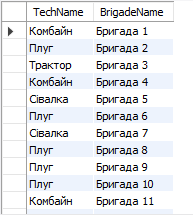 TechName BrigadeName
Комбайн Бригада 1
Плуг Бригада 2
Трактор Бригада 3
Комбайн Бригада 4
Сівалка Бригада 5
Плуг Бригада 6
Сівалка Бригада 7
Плуг Бригада 8
Плуг Бригада 9
Плуг Бригада 10
Комбайн Бригада 11